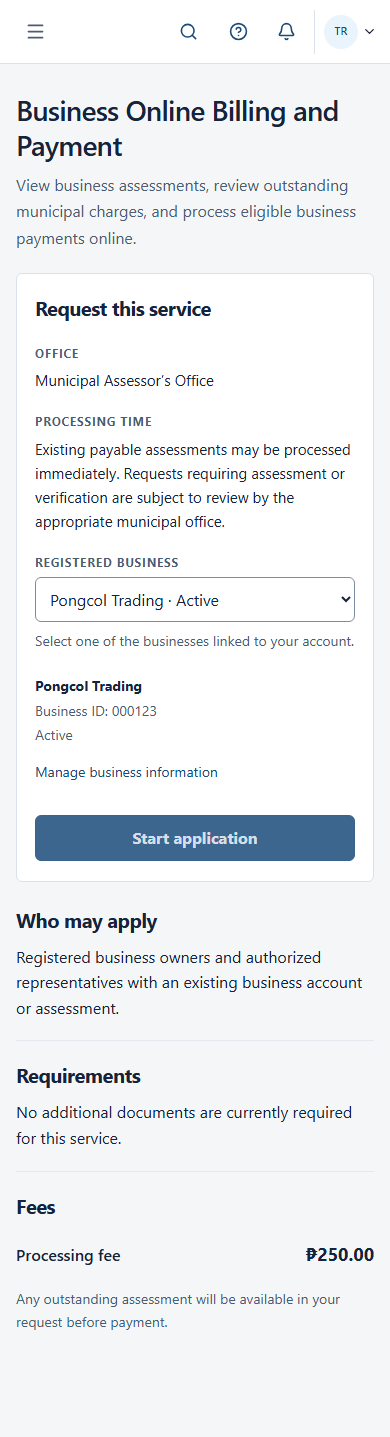 TR
Business Online Billing and
Payment
View business assessments, review outstanding
municipal charges, and process eligible business
payments online.
Request this service
OFFICE
Municipal Assessor's Office
PROCESSING TIME
Existing payable assessments may be processed
immediately. Requests requiring assessment or
verification are subject to review by the
appropriate municipal office.
REGISTERED BUSINESS
Pongcol Trading · Active
Select one of the businesses linked to your account.
Pongcol Trading
Business ID: 000123
Active
Manage business information
Start application
Who may apply
Registered business owners and authorized
representatives with an existing business account
or assessment.
Requirements
No additional documents are currently required
for this service.
Fees
Processing fee ₱250.00
Any outstanding assessment will be available in your
request before payment.